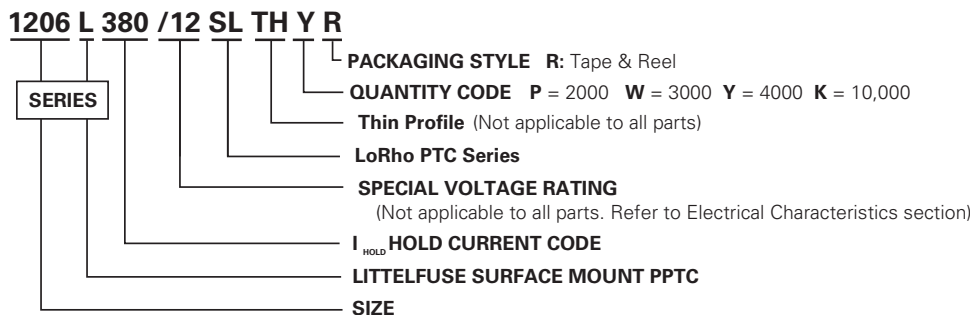 1206 L 380 /12 SL TH Y R
PACKAGING STYLE R: Tape & Reel
QUANTITY CODE P = 2000 W = 3000 Y = 4000 K = 10,000
SERIES
Thin Profile (Not applicable to all parts)
LoRho PTC Series
SPECIAL VOLTAGE RATING
(Not applicable to all parts. Refer to Electrical Characteristics section)
I HOLD HOLD CURRENT CODE
LITTELFUSE SURFACE MOUNT PPTC
SIZE